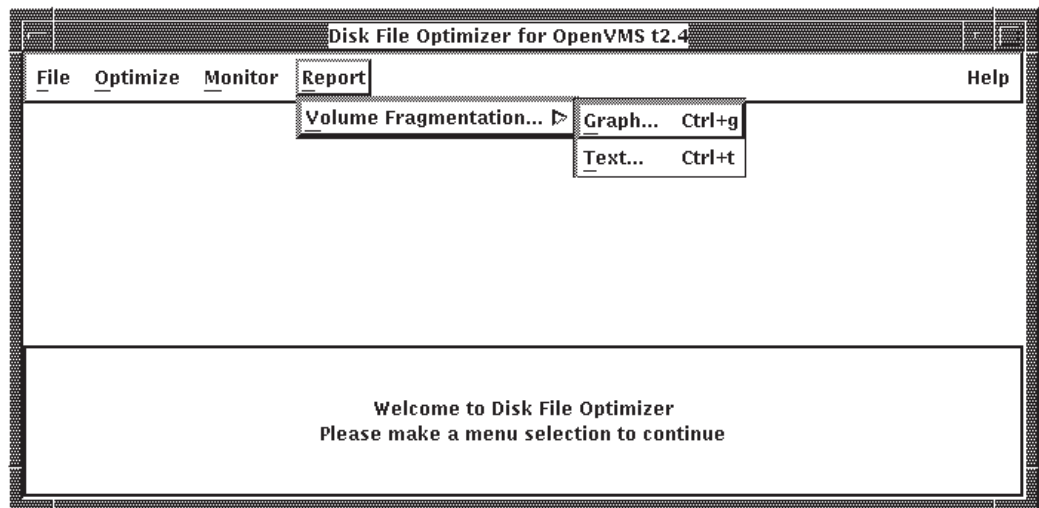 Disk File Optimizer for OpenVMS t2.4
File Optimize Monitor Report Help
Volume Fragmentation... Graph... Ctrl+g
Text... Ctrl+t
Welcome to Disk File Optimizer
Please make a menu selection to continue